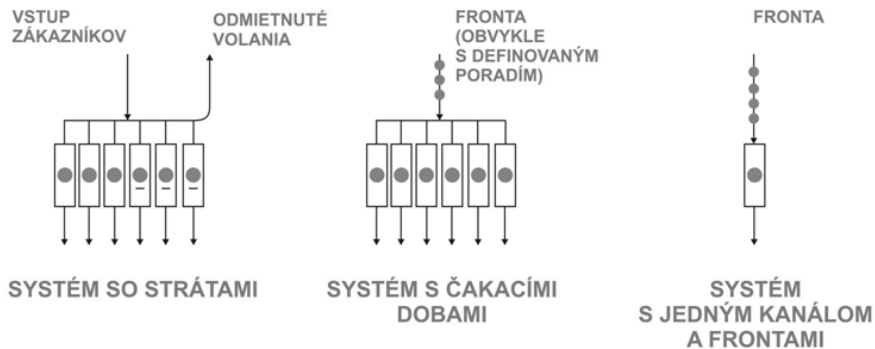 VSTUP
ZÁKAZNÍKOV
ODMIETNUTÉ
VOLANIA
FRONTA
(OBVYKLE
S DEFINOVANÝM
PORADÍM)
FRONTA
SYSTÉM SO STRÁTAMI
SYSTÉM S ČAKACÍMI
DOBAMI
SYSTÉM
S JEDNÝM KANÁLOM
A FRONTAMI